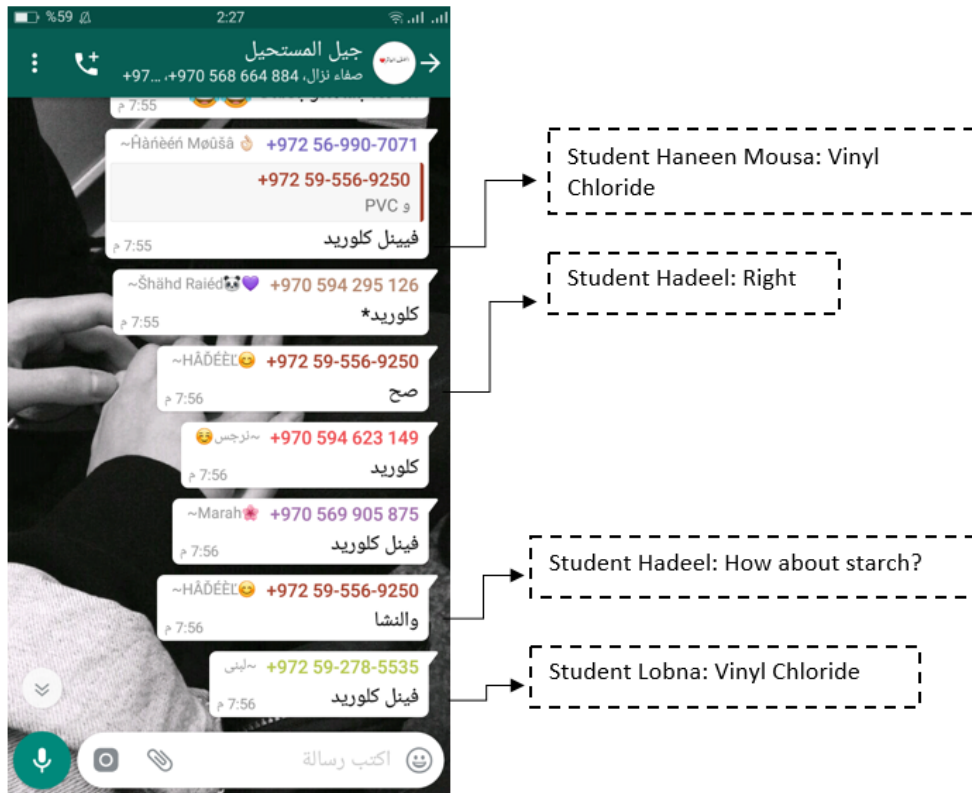 %59 2:27
جيل المستحيل
صفاء نزال، ‎+970 568 664 884، ‎+97...
7:55 م
~Ĥàńèéń Møûšâ 👌🏻 +972 56-990-7071
+972 59-556-9250
و PVC
فيينل كلوريد
7:55 م
~Šhähd Raiéd🐼💜 +970 594 295 126
كلوريد*
7:55 م
~HÂĎÉÈĽ😊 +972 59-556-9250
صح
7:56 م
~نرجس☺️ +970 594 623 149
كلوريد
7:56 م
~Marah🌸 +970 569 905 875
فينل كلوريد
7:56 م
~HÂĎÉÈĽ😊 +972 59-556-9250
والنشا
7:56 م
~لبنى +972 59-278-5535
فينل كلوريد
7:56 م
اكتب رسالة
Student Haneen Mousa: Vinyl
Chloride
Student Hadeel: Right
Student Hadeel: How about starch?
Student Lobna: Vinyl Chloride